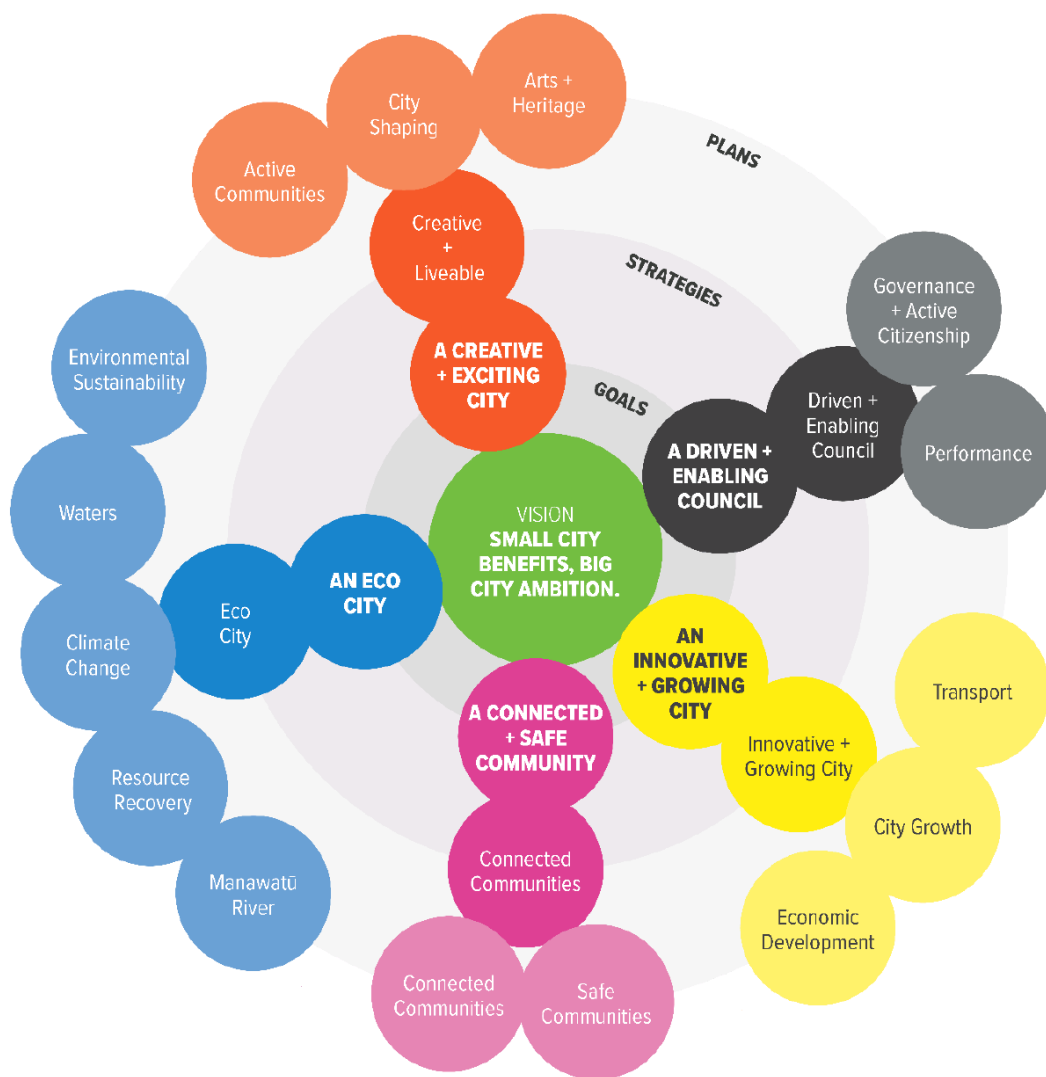 Arts +
Heritage
City
Shaping
Active
Communities
PLANS
Creative
+
Liveable
STRATEGIES
A CREATIVE
+ EXCITING
CITY
GOALS
Governance
+ Active
Citizenship
Driven +
Enabling
Council
Performance
A DRIVEN +
ENABLING
COUNCIL
Environmental
Sustainability
Waters
Climate
Change
Resource
Recovery
Manawatū
River
Eco
City
AN ECO
CITY
VISION
SMALL CITY
BENEFITS, BIG
CITY AMBITION.
AN
INNOVATIVE
+ GROWING
CITY
Innovative +
Growing City
Transport
City Growth
Economic
Development
A CONNECTED
+ SAFE
COMMUNITY
Connected
Communities
Connected
Communities
Safe
Communities